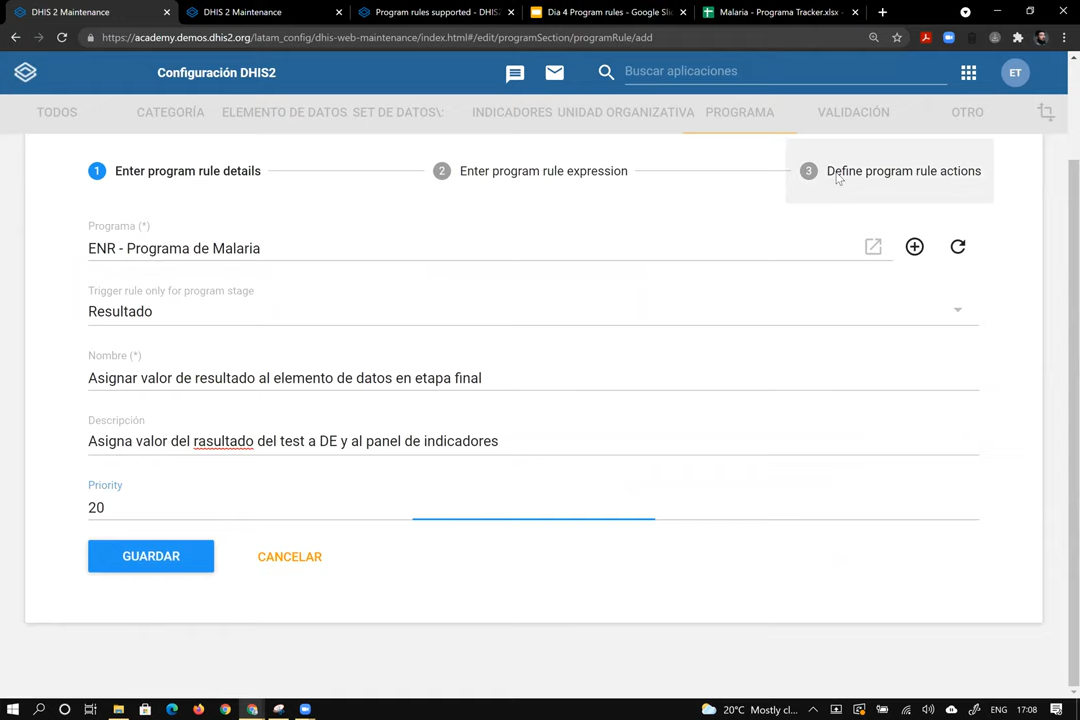 DHIS 2 Maintenance
DHIS 2 Maintenance
Program rules supported - DHIS
Dia 4 Program rules - Google Slid
Malaria - Programa Tracker.xlsx -
https://academy.demos.dhis2.org/latam_config/dhis-web-maintenance/index.html#/edit/programSection/programRule/add
Configuración DHIS2
Buscar aplicaciones
ET
TODOS
CATEGORÍA
ELEMENTO DE DATOS
SET DE DATOS\:
INDICADORES
UNIDAD ORGANIZATIVA
PROGRAMA
VALIDACIÓN
OTRO
1 Enter program rule details
2 Enter program rule expression
3 Define program rule actions
Programa (*)
ENR - Programa de Malaria
Trigger rule only for program stage
Resultado
Nombre (*)
Asignar valor de resultado al elemento de datos en etapa final
Descripción
Asigna valor del rasultado del test a DE y al panel de indicadores
Priority
20
GUARDAR
CANCELAR
20°C Mostly cl...
ENG
17:08